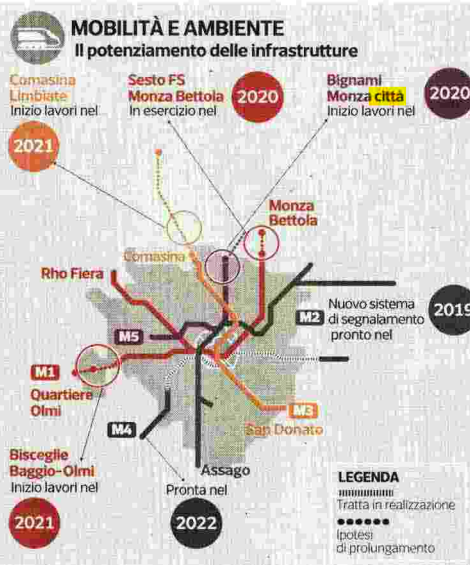 MOBILITÀ E AMBIENTE
Il potenziamento delle infrastrutture
Comasina
Limbiate
Inizio lavori nel
2021
Sesto FS
Monza Bettola
In esercizio nel
2020
Bignami
Monza città
Inizio lavori nel
2020
Monza
Bettola
Comasina
Rho Fiera
M2
Nuovo sistema
di segnalamento
pronto nel
2019
M5
M1
Quartiere
Olmi
M3
San Donato
M4
Assago
Bisceglie
Baggio-Olmi
Inizio lavori nel
2021
Pronta nel
2022
LEGENDA
Tratta in realizzazione
Ipotesi
di prolungamento